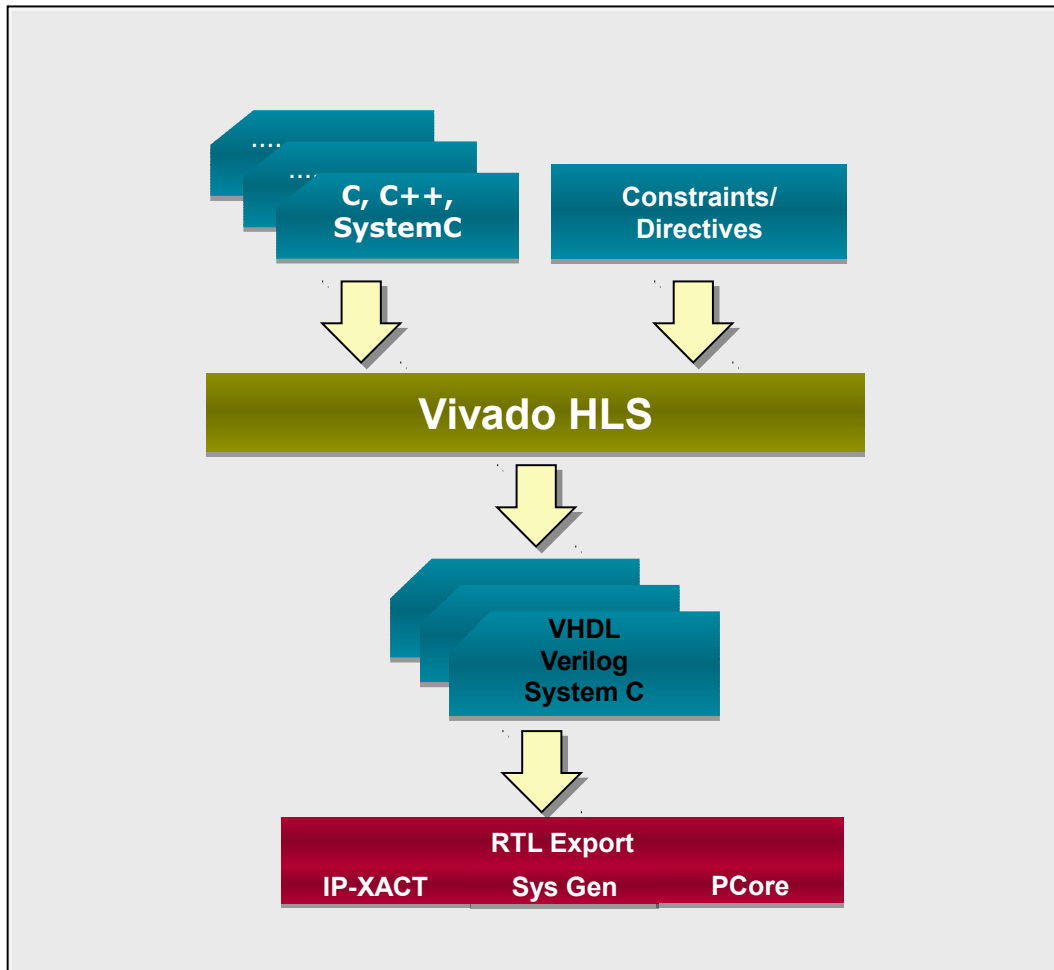 ....
....
C, C++,
SystemC
Constraints/
Directives
Vivado HLS
VHDL
Verilog
System C
RTL Export
IP-XACT Sys Gen PCore